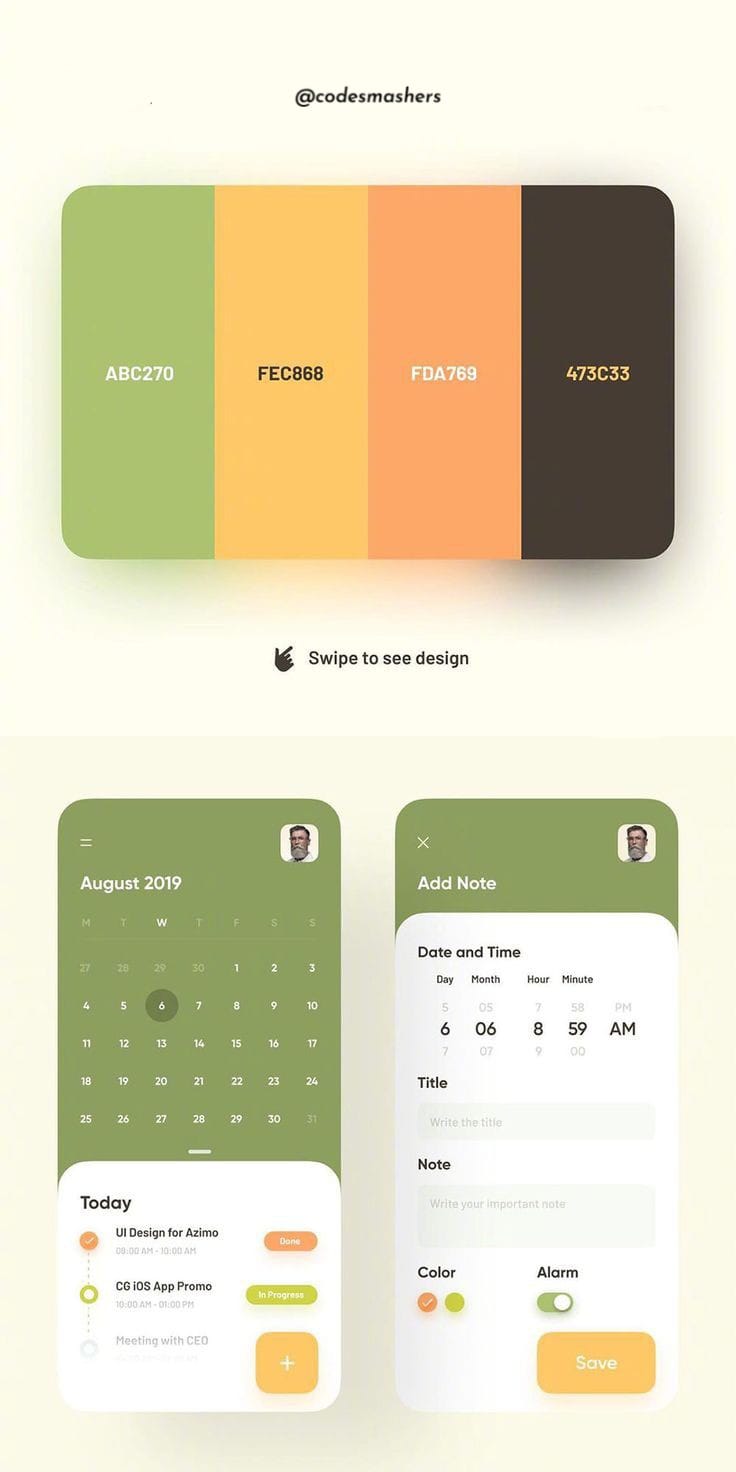 @codesmashers
ABC270 FEC868 FDA769 473C33
Swipe to see design
August 2019
M T W T F S S
27 28 29 30 1 2 3
4 5 6 7 8 9 10
11 12 13 14 15 16 17
18 19 20 21 22 23 24
25 26 27 28 29 30 31
Today
UI Design for Azimo
Done
08:00 AM - 10:00 AM
CG iOS App Promo
In Progress
10:00 AM - 01:00 PM
Meeting with CEO
+
Add Note
Date and Time
Day Month Hour Minute
5 05 7 58 PM
6 06 8 59 AM
7 07 9 00
Title
Write the title
Note
Write your important note
Color Alarm
Save